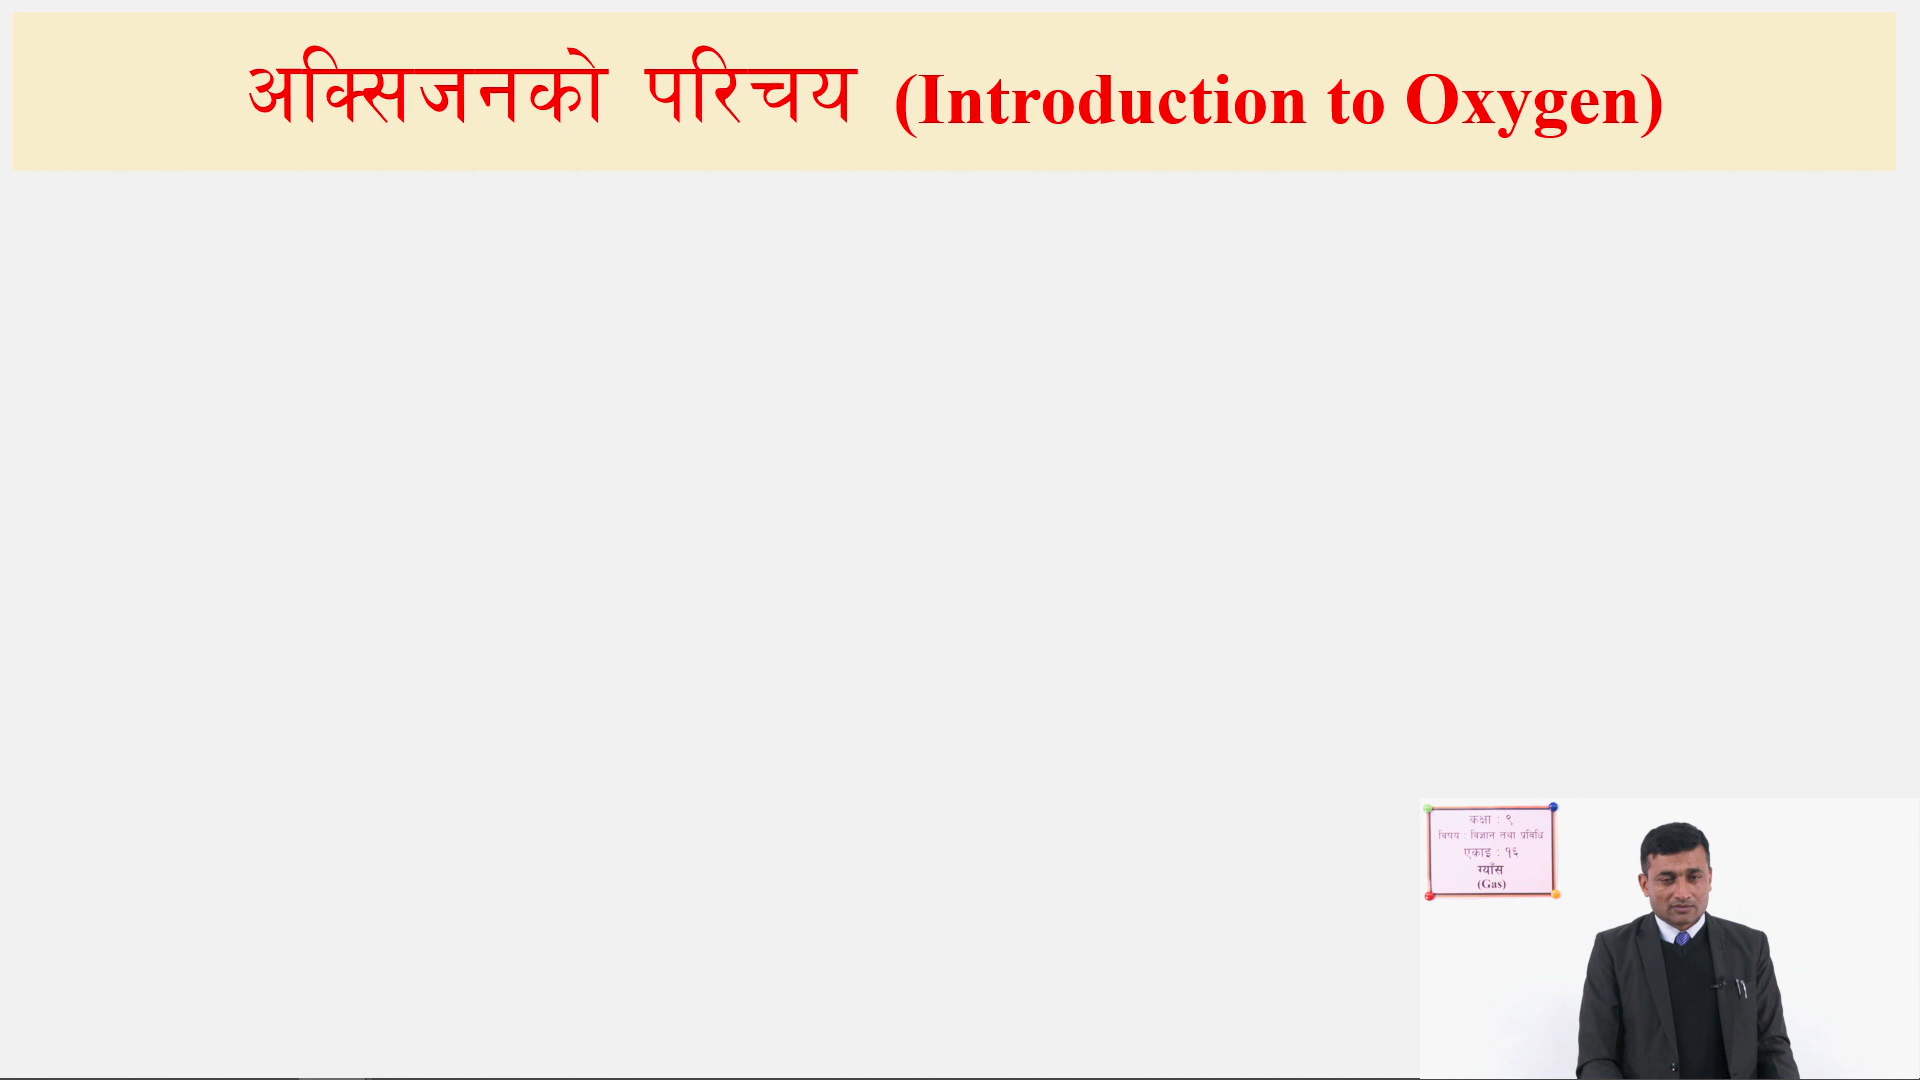 अक्सिजनको परिचय (Introduction to Oxygen)
कक्षा : ९
विषय : विज्ञान तथा प्रविधि
एकाइ : १६
ग्याँस
(Gas)